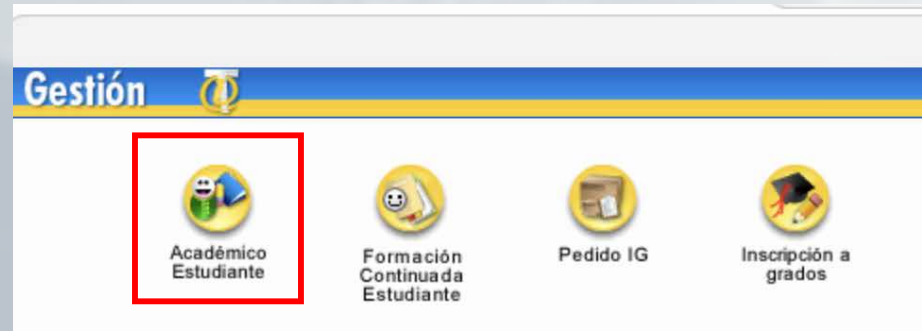 Gestión
Académico
Estudiante
Formación
Continuada
Estudiante
Pedido IG
Inscripción a
grados